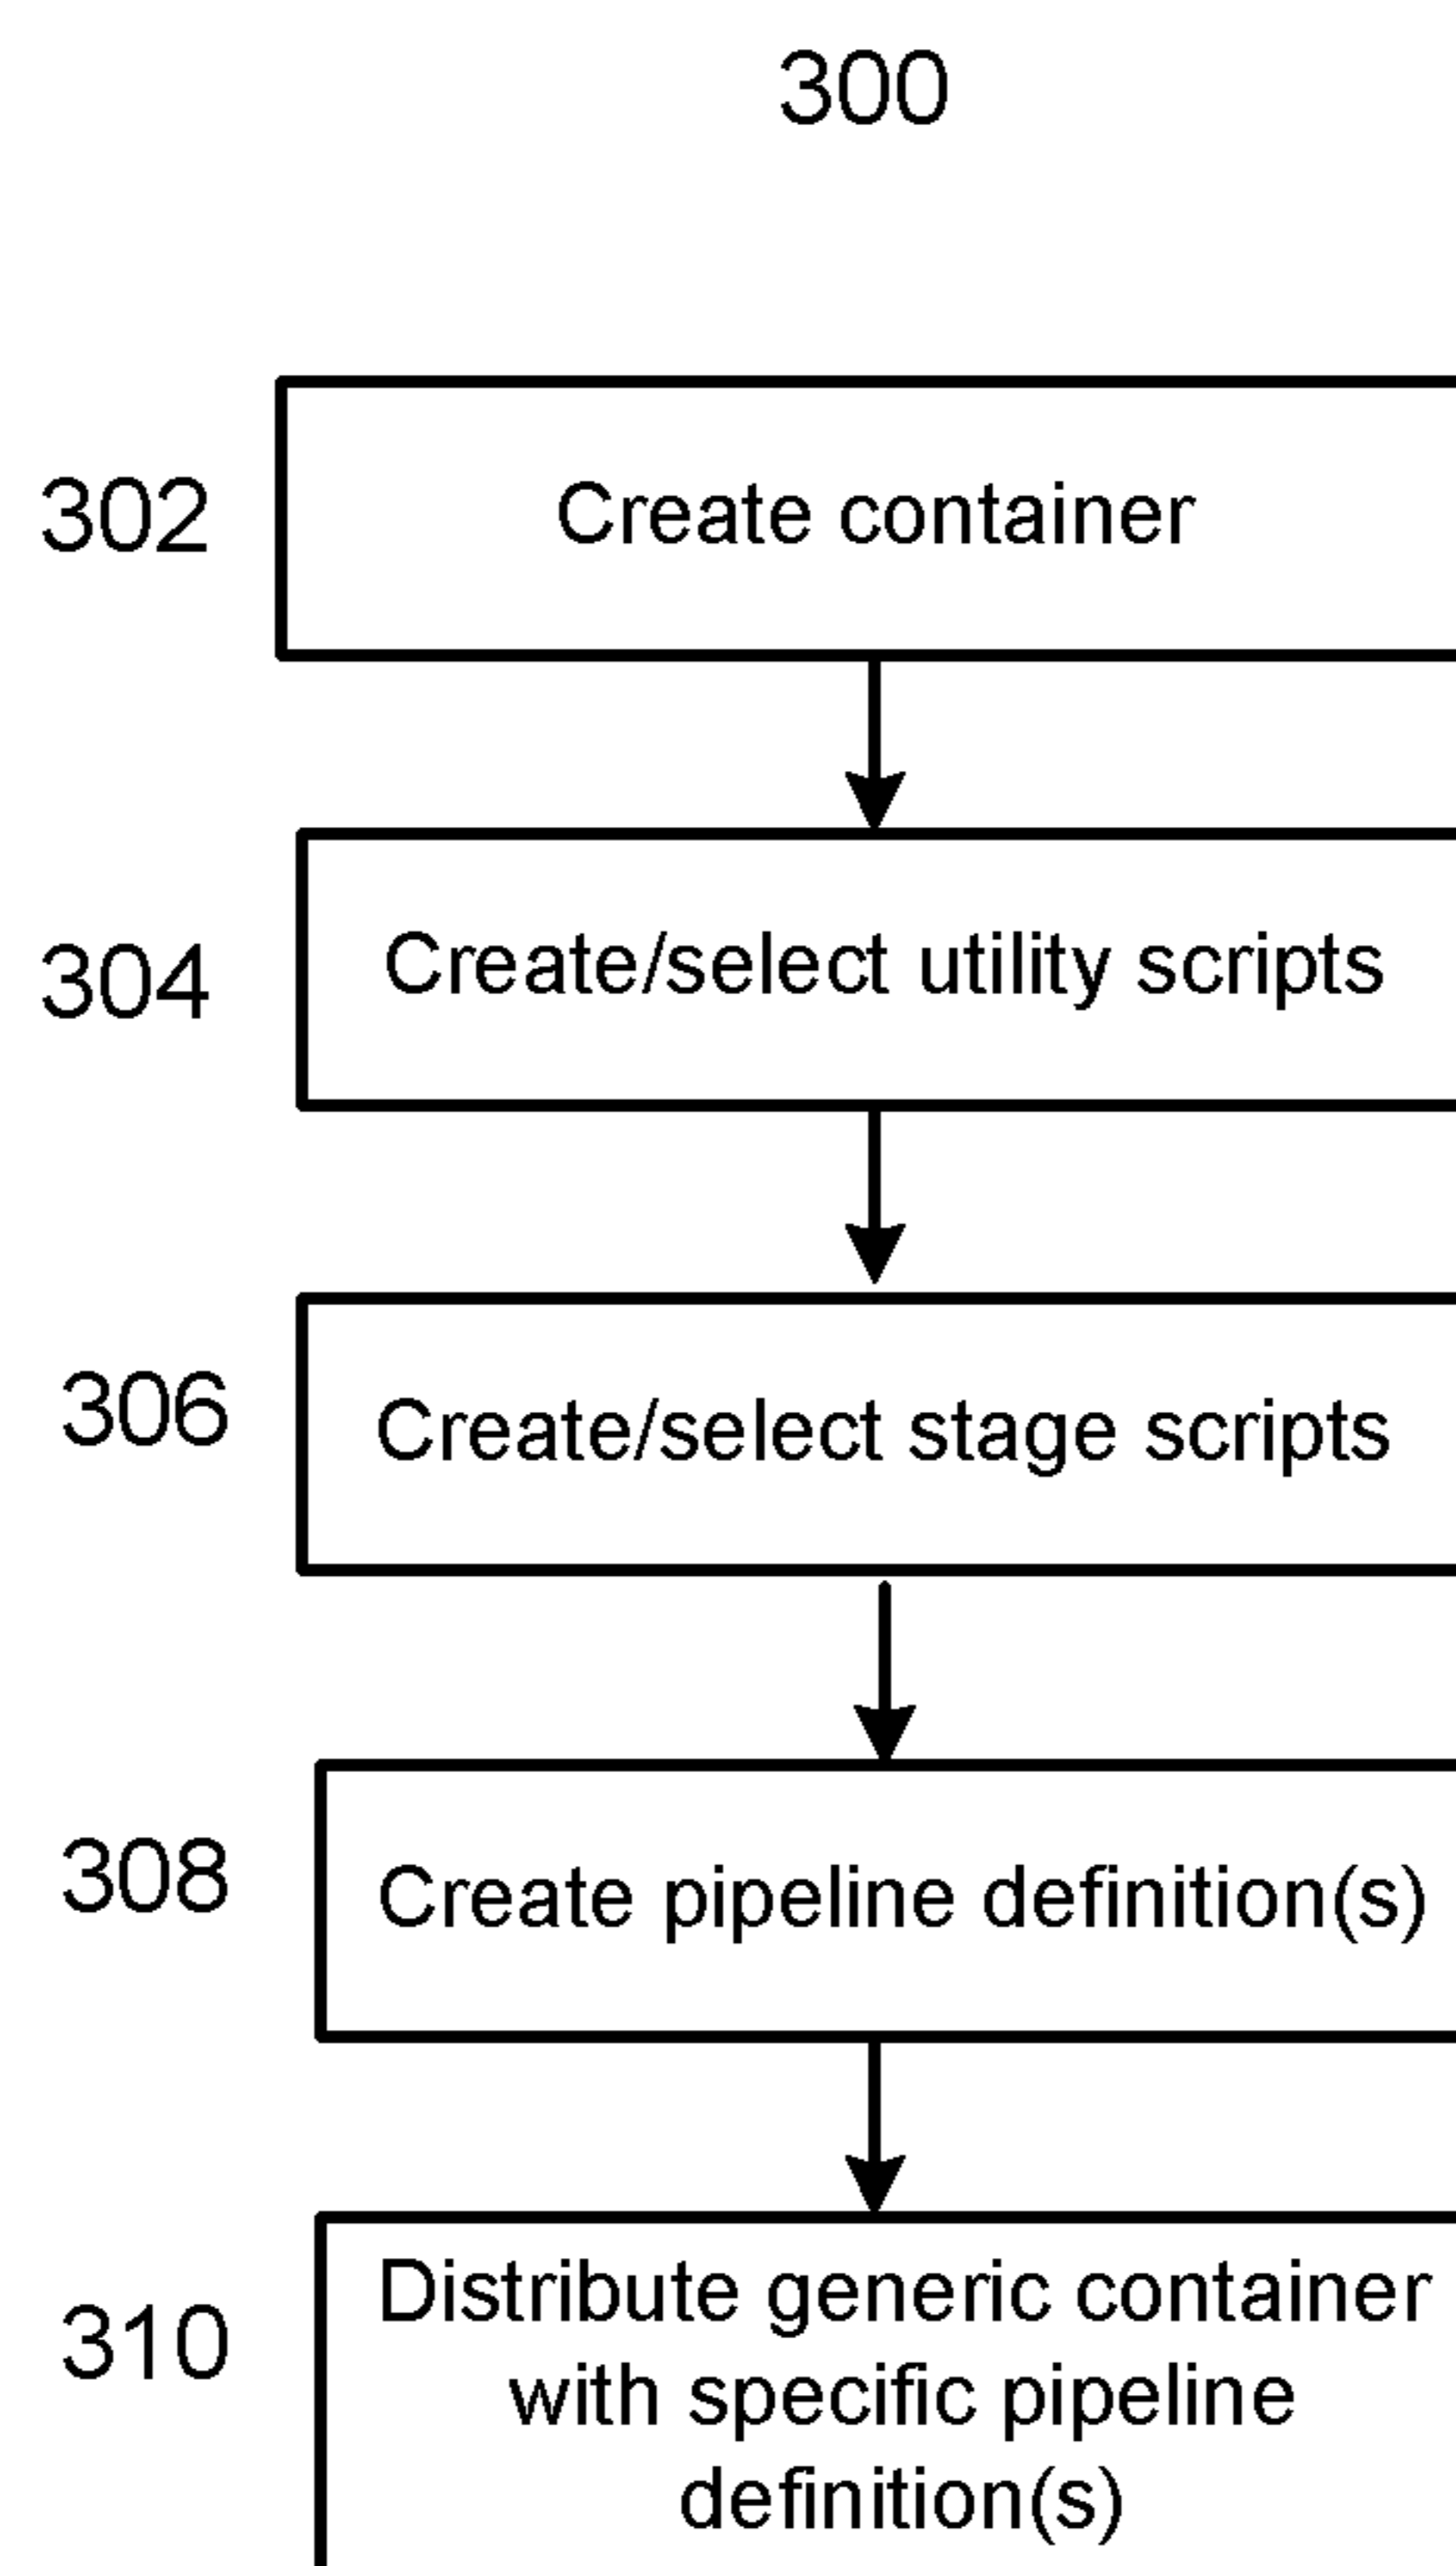 300
302
Create container
304
Create/select utility scripts
306
Create/select stage scripts
308
Create pipeline definition(s)
310
Distribute generic container
with specific pipeline
definition(s)